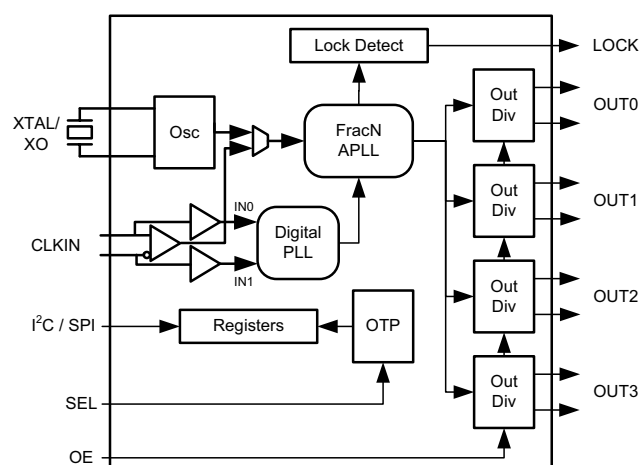 Lock Detect
LOCK
XTAL/
XO
Osc
FracN
APLL
Out
Div
OUT0
IN0
Digital
PLL
IN1
CLKIN
Out
Div
OUT1
Out
Div
OUT2
I²C / SPI
Registers
OTP
SEL
Out
Div
OUT3
OE